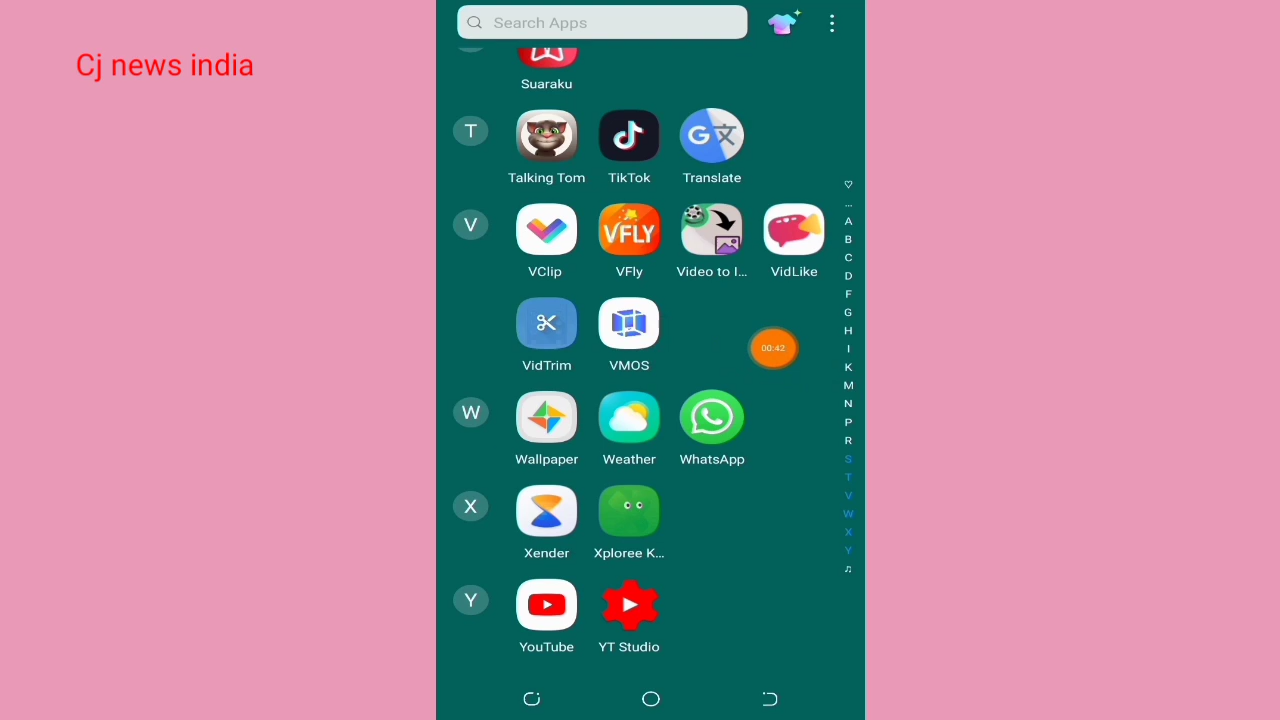 Cj news india
Search Apps
Suaraku
T
Talking Tom TikTok Translate
V
VFLY
VClip VFly Video to I... VidLike
VidTrim VMOS
00:42
W
Wallpaper Weather WhatsApp
X
Xender Xploree K...
Y
YouTube YT Studio
...
A
B
C
D
F
G
H
I
K
M
N
P
R
S
T
V
W
X
Y